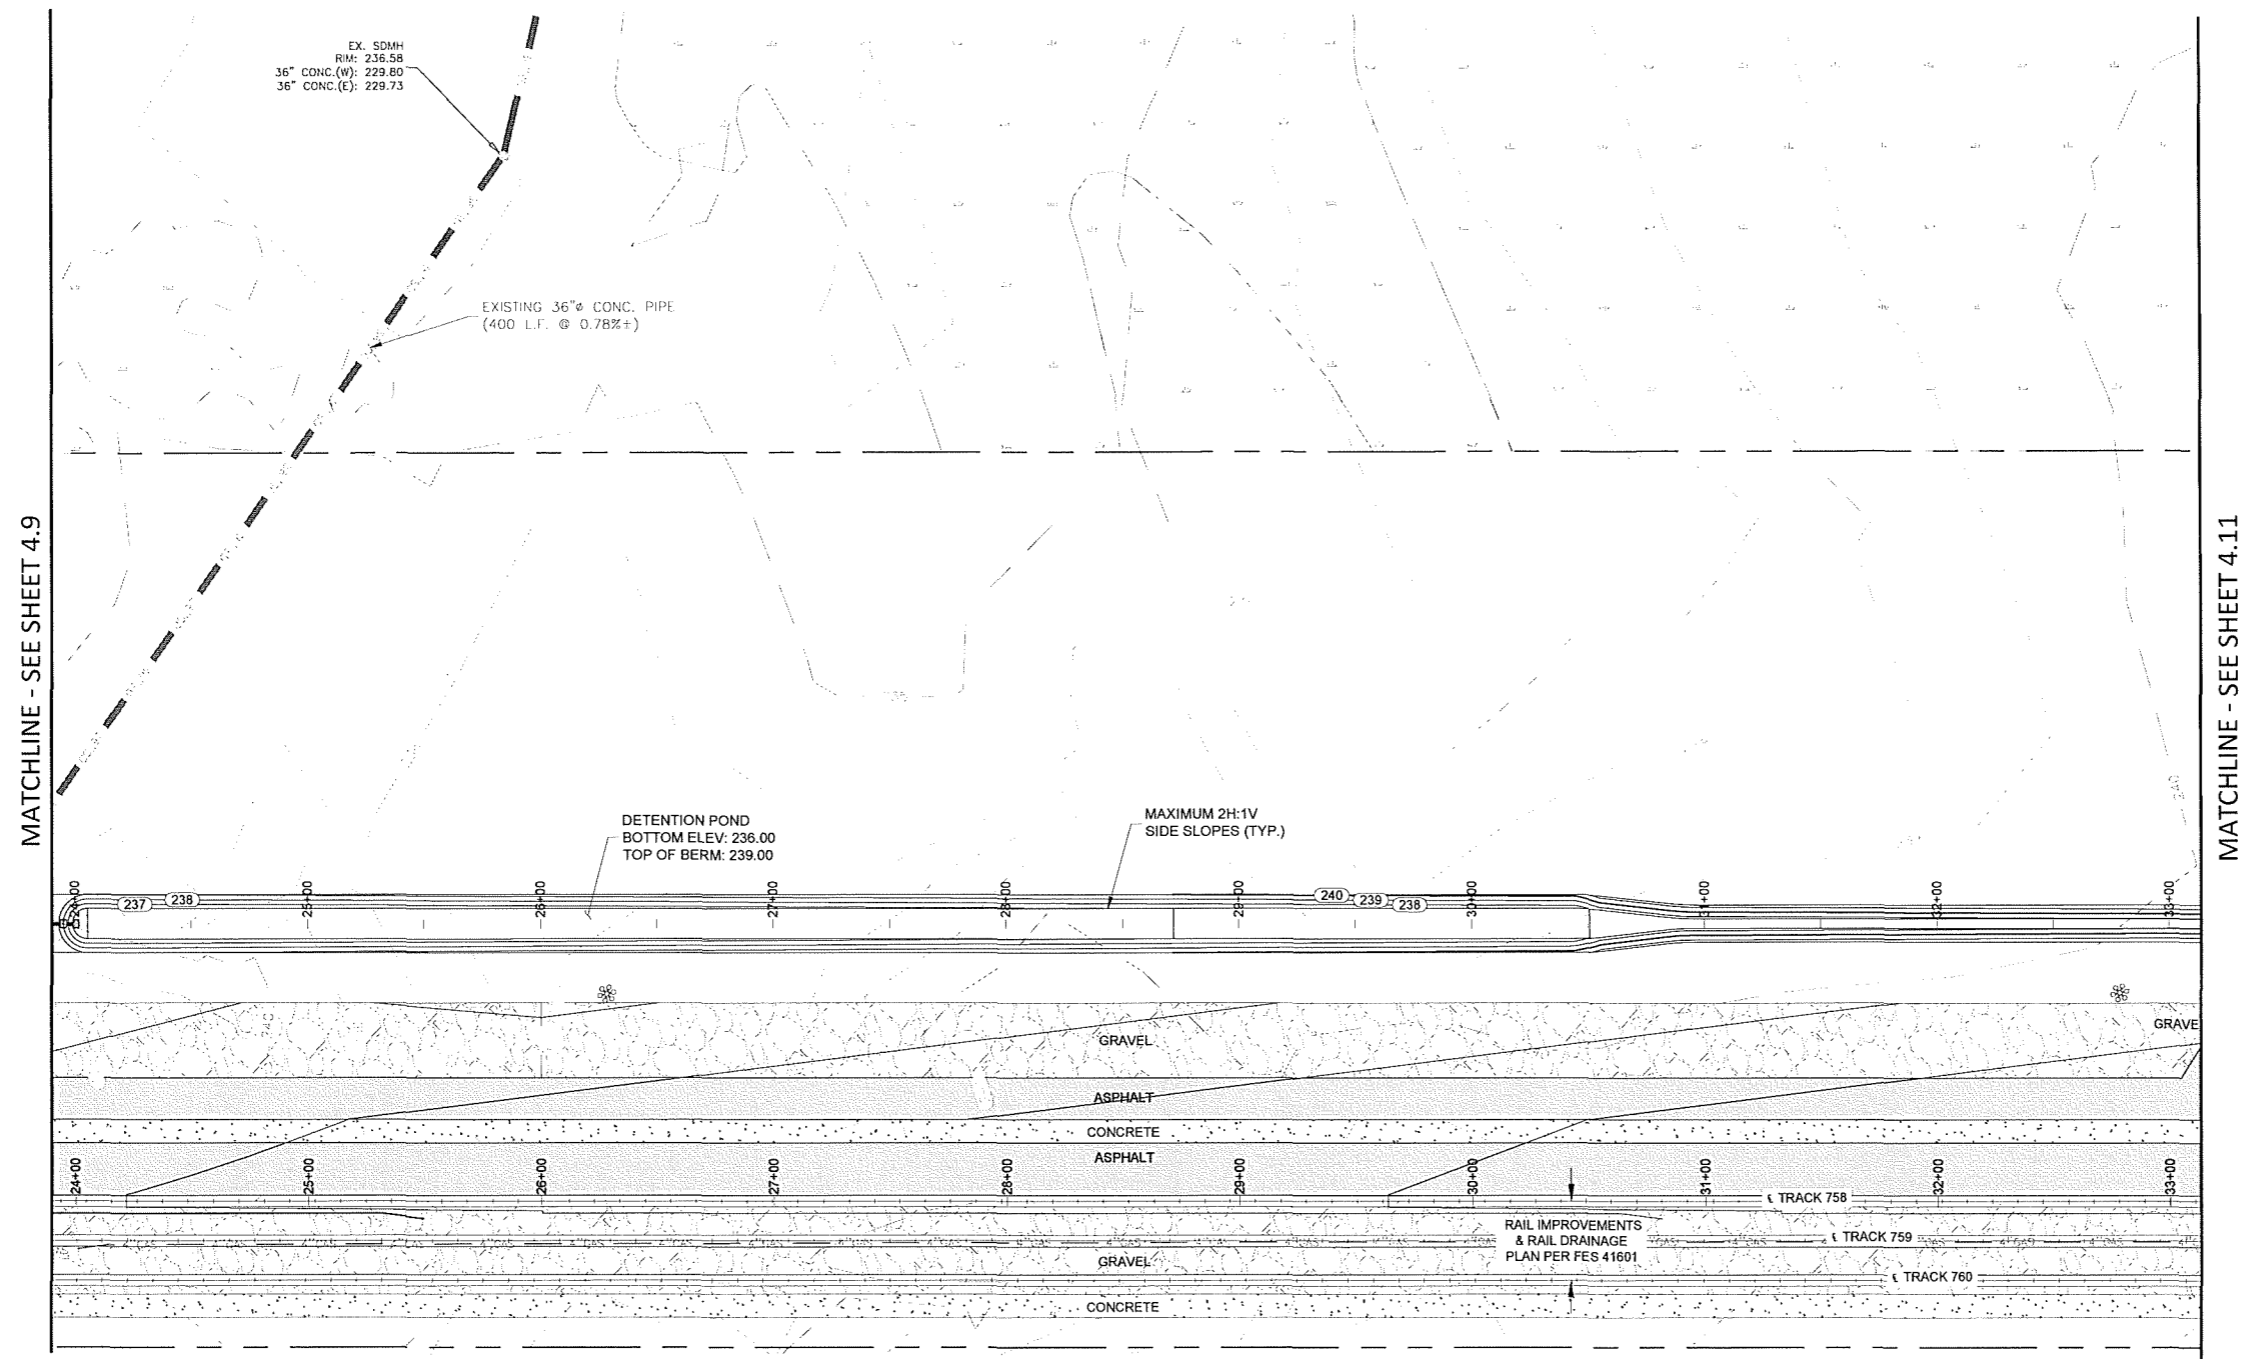 EX. SDMH
RIM: 236.58
36" CONC.(W): 229.80
36" CONC.(E): 229.73
EXISTING 36"ø CONC. PIPE
(400 L.F. @ 0.78%±)
MATCHLINE - SEE SHEET 4.9
MATCHLINE - SEE SHEET 4.11
DETENTION POND
BOTTOM ELEV: 236.00
TOP OF BERM: 239.00
MAXIMUM 2H:1V
SIDE SLOPES (TYP.)
24+00
237
238
25+00
26+00
27+00
28+00
29+00
240
239
238
30+00
31+00
32+00
33+00
GRAVEL
GRAVE
ASPHALT
CONCRETE
ASPHALT
24+00
25+00
26+00
27+00
28+00
29+00
30+00
31+00
32+00
33+00
℄ TRACK 758
RAIL IMPROVEMENTS
& RAIL DRAINAGE
PLAN PER FES 41601
℄ TRACK 759
GRAVEL
℄ TRACK 760
CONCRETE